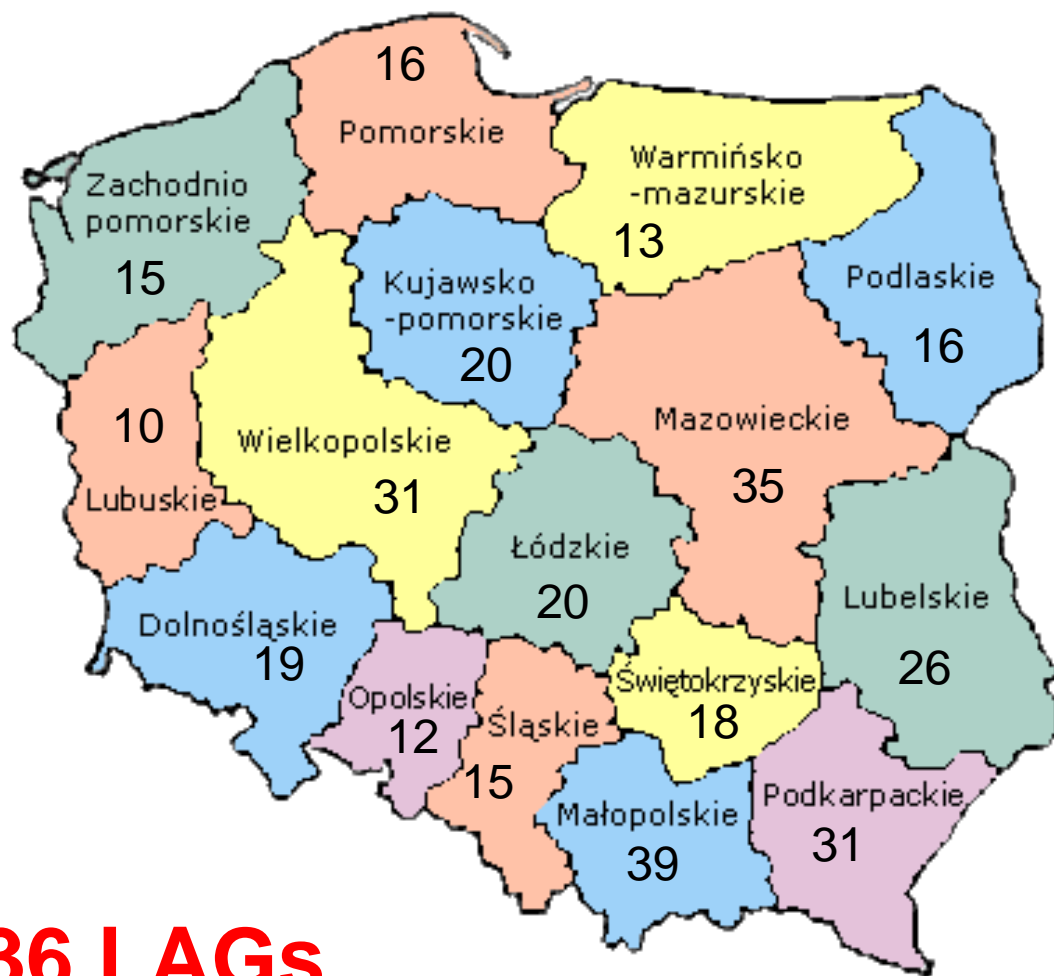 16
Pomorskie
Warmińsko
-mazurskie
13
Zachodnio
pomorskie
15
Kujawsko
-pomorskie
20
Podlaskie
16
10
Lubuskie
Wielkopolskie
31
Mazowieckie
35
Łódzkie
20
Lubelskie
26
Dolnośląskie
19
Opolskie
12
Śląskie
15
Świętokrzyskie
18
Małopolskie
39
Podkarpackie
31
36 LAGs